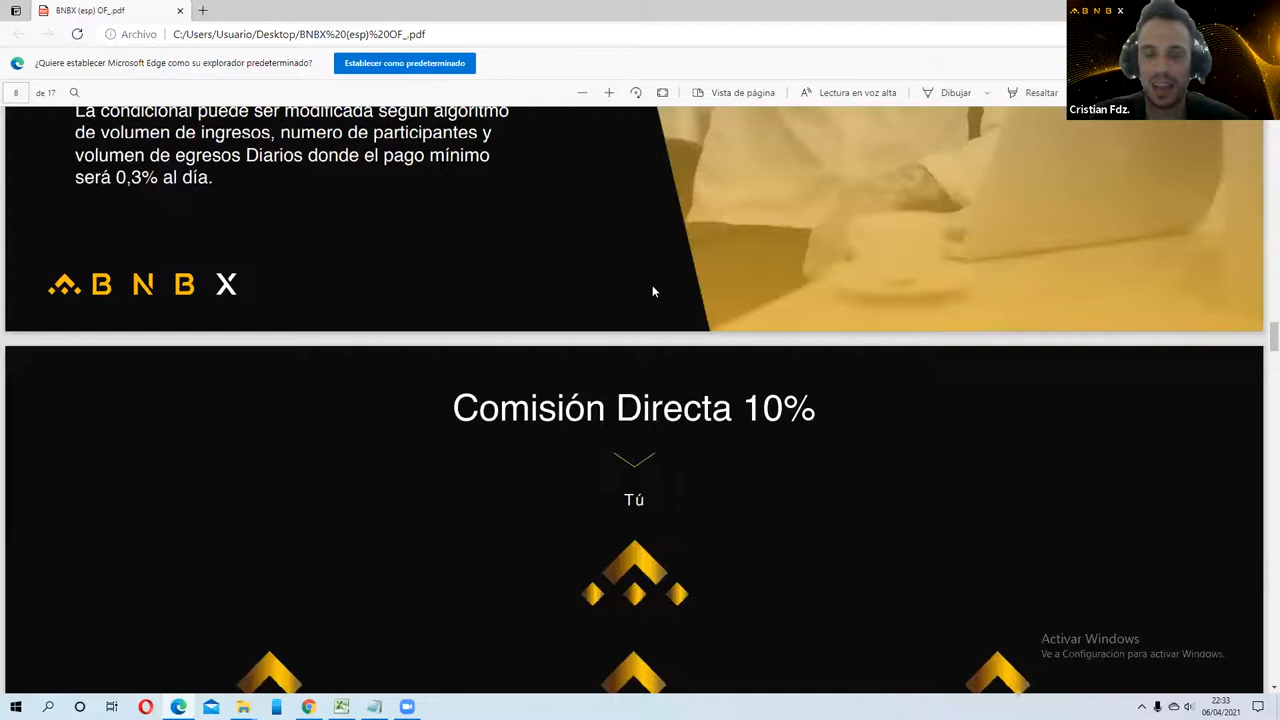 BNBX (esp) OF_.pdf
Archivo
C:/Users/Usuario/Desktop/BNBX%20(esp)%20OF_.pdf
¿Quiere establecer Microsoft Edge como su explorador predeterminado?
Establecer como predeterminado
8
de 17
Vista de página
Lectura en voz alta
Dibujar
Resaltar
B N B X
Cristian Fdz.
La condicional puede ser modificada según algoritmo
de volumen de ingresos, numero de participantes y
volumen de egresos Diarios donde el pago mínimo
será 0,3% al día.
B N B X
Comisión Directa 10%
Tú
Activar Windows
Ve a Configuración para activar Windows.
22:33
06/04/2021